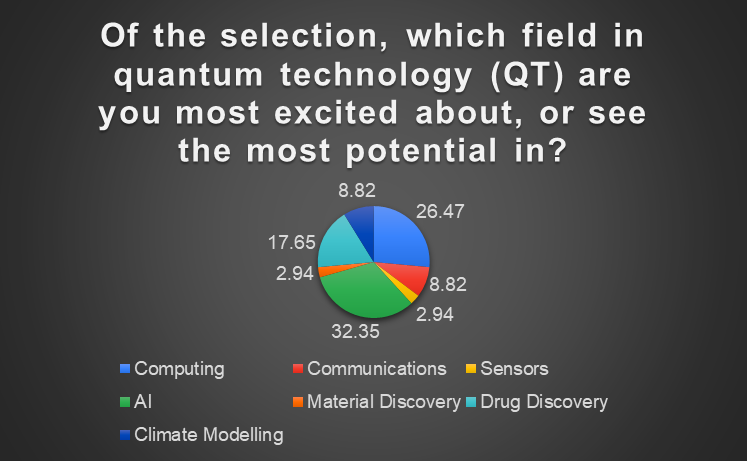 Of the selection, which field in
quantum technology (QT) are
you most excited about, or see
the most potential in?
8.82
26.47
17.65
2.94
8.82
2.94
32.35
Computing Communications Sensors
AI Material Discovery Drug Discovery
Climate Modelling